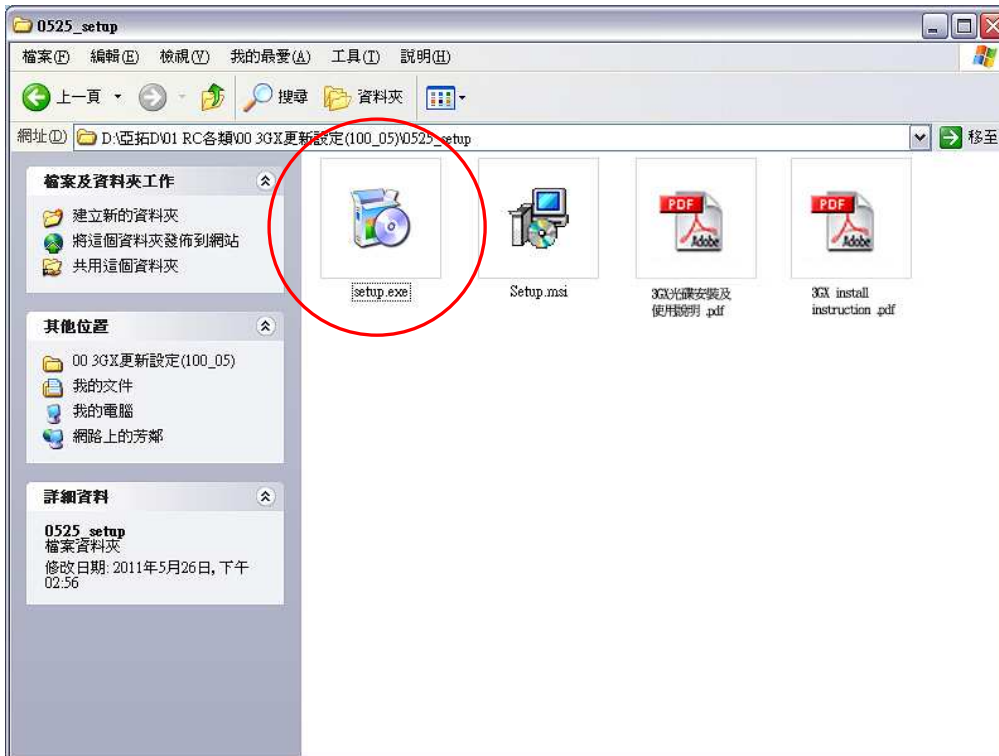 0525_setup
檔案(F) 編輯(E) 檢視(V) 我的最愛(A) 工具(T) 說明(H)
上一頁 搜尋 資料夾
網址(D) D:\亞拓D\01 RC各類\00 3GX更新設定(100_05)\0525_setup 移至
檔案及資料夾工作
建立新的資料夾
將這個資料夾發佈到網站
共用這個資料夾
其他位置
00 3GX更新設定(100_05)
我的文件
我的電腦
網路上的芳鄰
詳細資料
0525_setup
檔案資料夾
修改日期: 2011年5月26日, 下午
02:56
setup.exe
Setup.msi
PDF
Adobe
3GX光碟安裝及
使用說明 .pdf
PDF
Adobe
3GX install
instruction .pdf